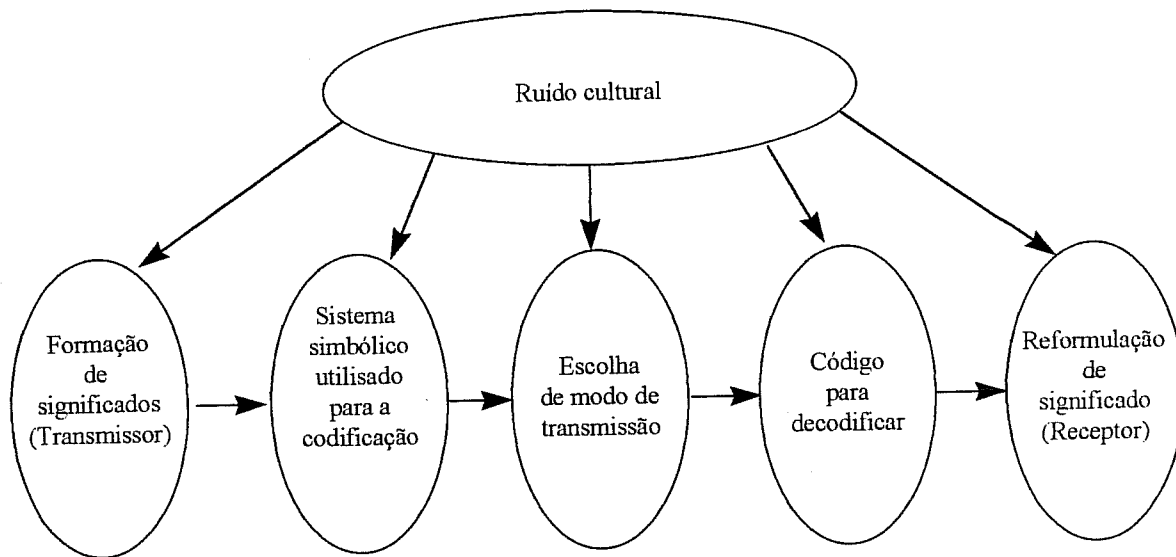 Ruído cultural
Formação
de
significados
(Transmissor)
Sistema
simbólico
utilisado
para a
codificação
Escolha
de modo de
transmissão
Código
para
decodificar
Reformulação
de
significado
(Receptor)